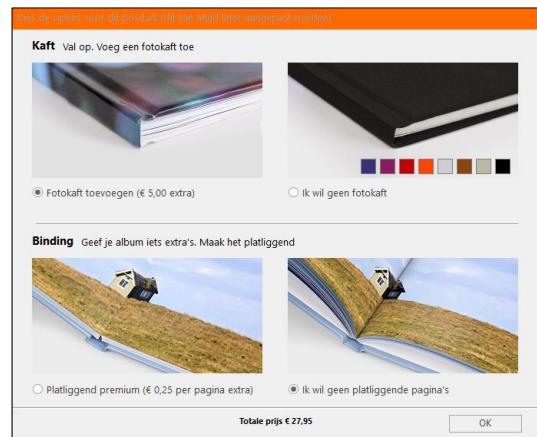 Kies de opties voor dit product (dit kan altijd later aangepast worden)
Kaft Val op. Voeg een fotokaft toe
Fotokaft toevoegen (€ 5,00 extra)
Ik wil geen fotokaft
Binding Geef je album iets extra's. Maak het platliggend
Platliggend premium (€ 0,25 per pagina extra)
Ik wil geen platliggende pagina's
Totale prijs € 27,95
OK